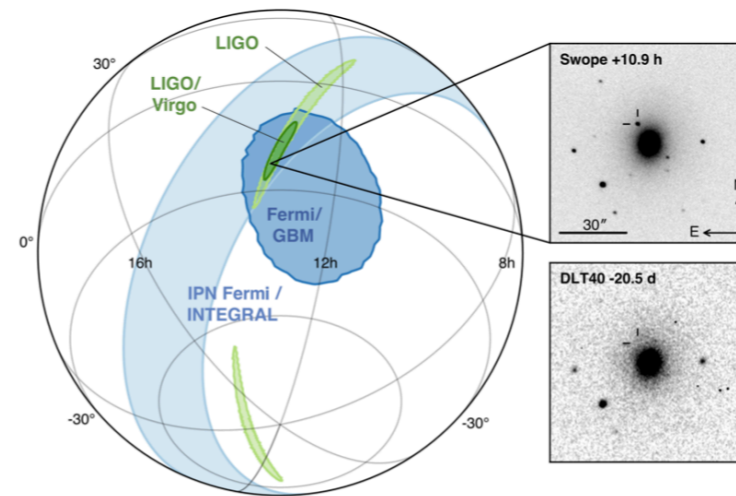 LIGO
30°
LIGO/
Virgo
Fermi/
GBM
0°
16h
12h
8h
IPN Fermi /
INTEGRAL
-30°
-30°
Swope +10.9 h
30"
E
DLT40 -20.5 d